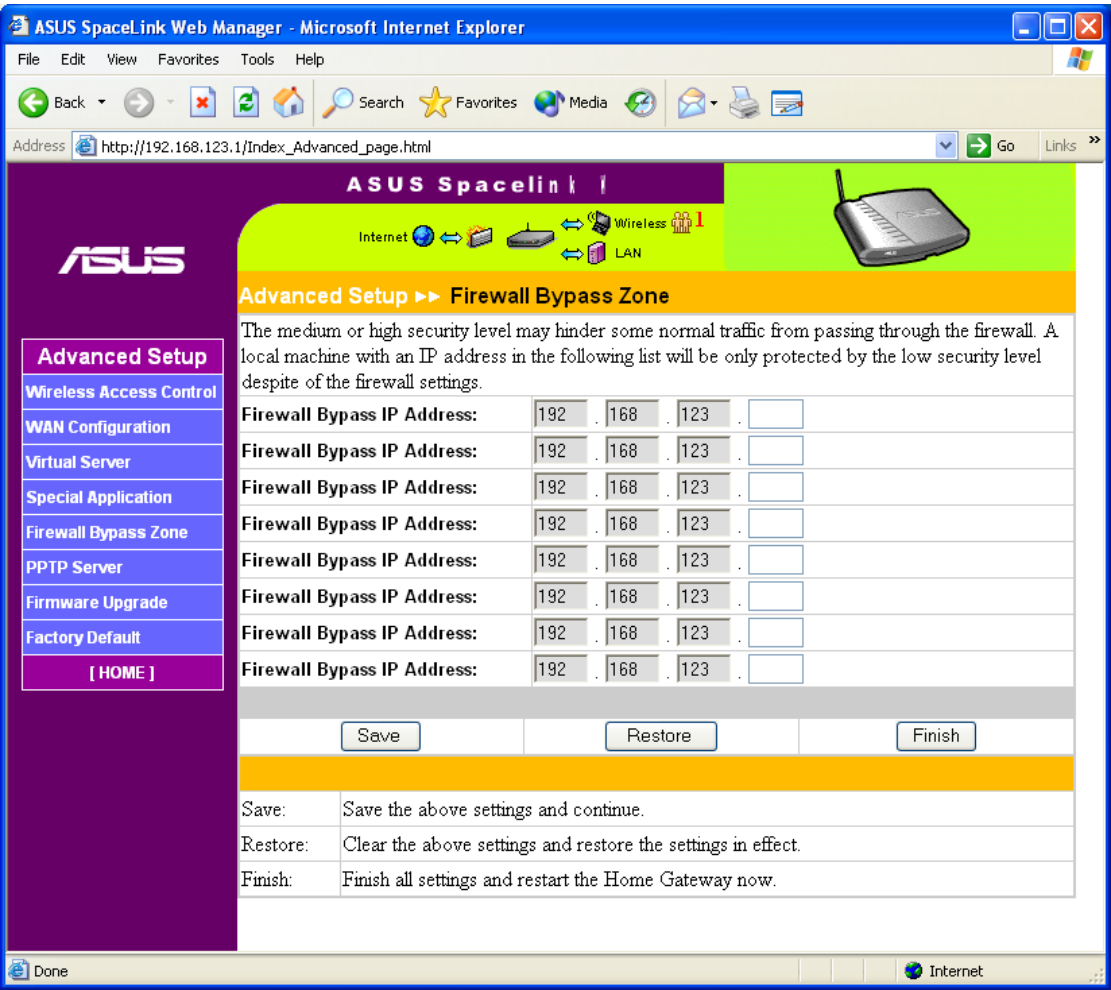 ASUS SpaceLink Web Manager - Microsoft Internet Explorer
File Edit View Favorites Tools Help
Back Search Favorites Media
Address http://192.168.123.1/Index_Advanced_page.html Go Links »
ASUS Spacelink
ASUS
Internet Wireless 1
LAN
Advanced Setup ►► Firewall Bypass Zone
Advanced Setup
Wireless Access Control
WAN Configuration
Virtual Server
Special Application
Firewall Bypass Zone
PPTP Server
Firmware Upgrade
Factory Default
[ HOME ]
The medium or high security level may hinder some normal traffic from passing through the firewall. A
local machine with an IP address in the following list will be only protected by the low security level
despite of the firewall settings.
Firewall Bypass IP Address: 192 . 168 . 123 .
Firewall Bypass IP Address: 192 . 168 . 123 .
Firewall Bypass IP Address: 192 . 168 . 123 .
Firewall Bypass IP Address: 192 . 168 . 123 .
Firewall Bypass IP Address: 192 . 168 . 123 .
Firewall Bypass IP Address: 192 . 168 . 123 .
Firewall Bypass IP Address: 192 . 168 . 123 .
Firewall Bypass IP Address: 192 . 168 . 123 .
Save Restore Finish
Save: Save the above settings and continue.
Restore: Clear the above settings and restore the settings in effect.
Finish: Finish all settings and restart the Home Gateway now.
Done Internet